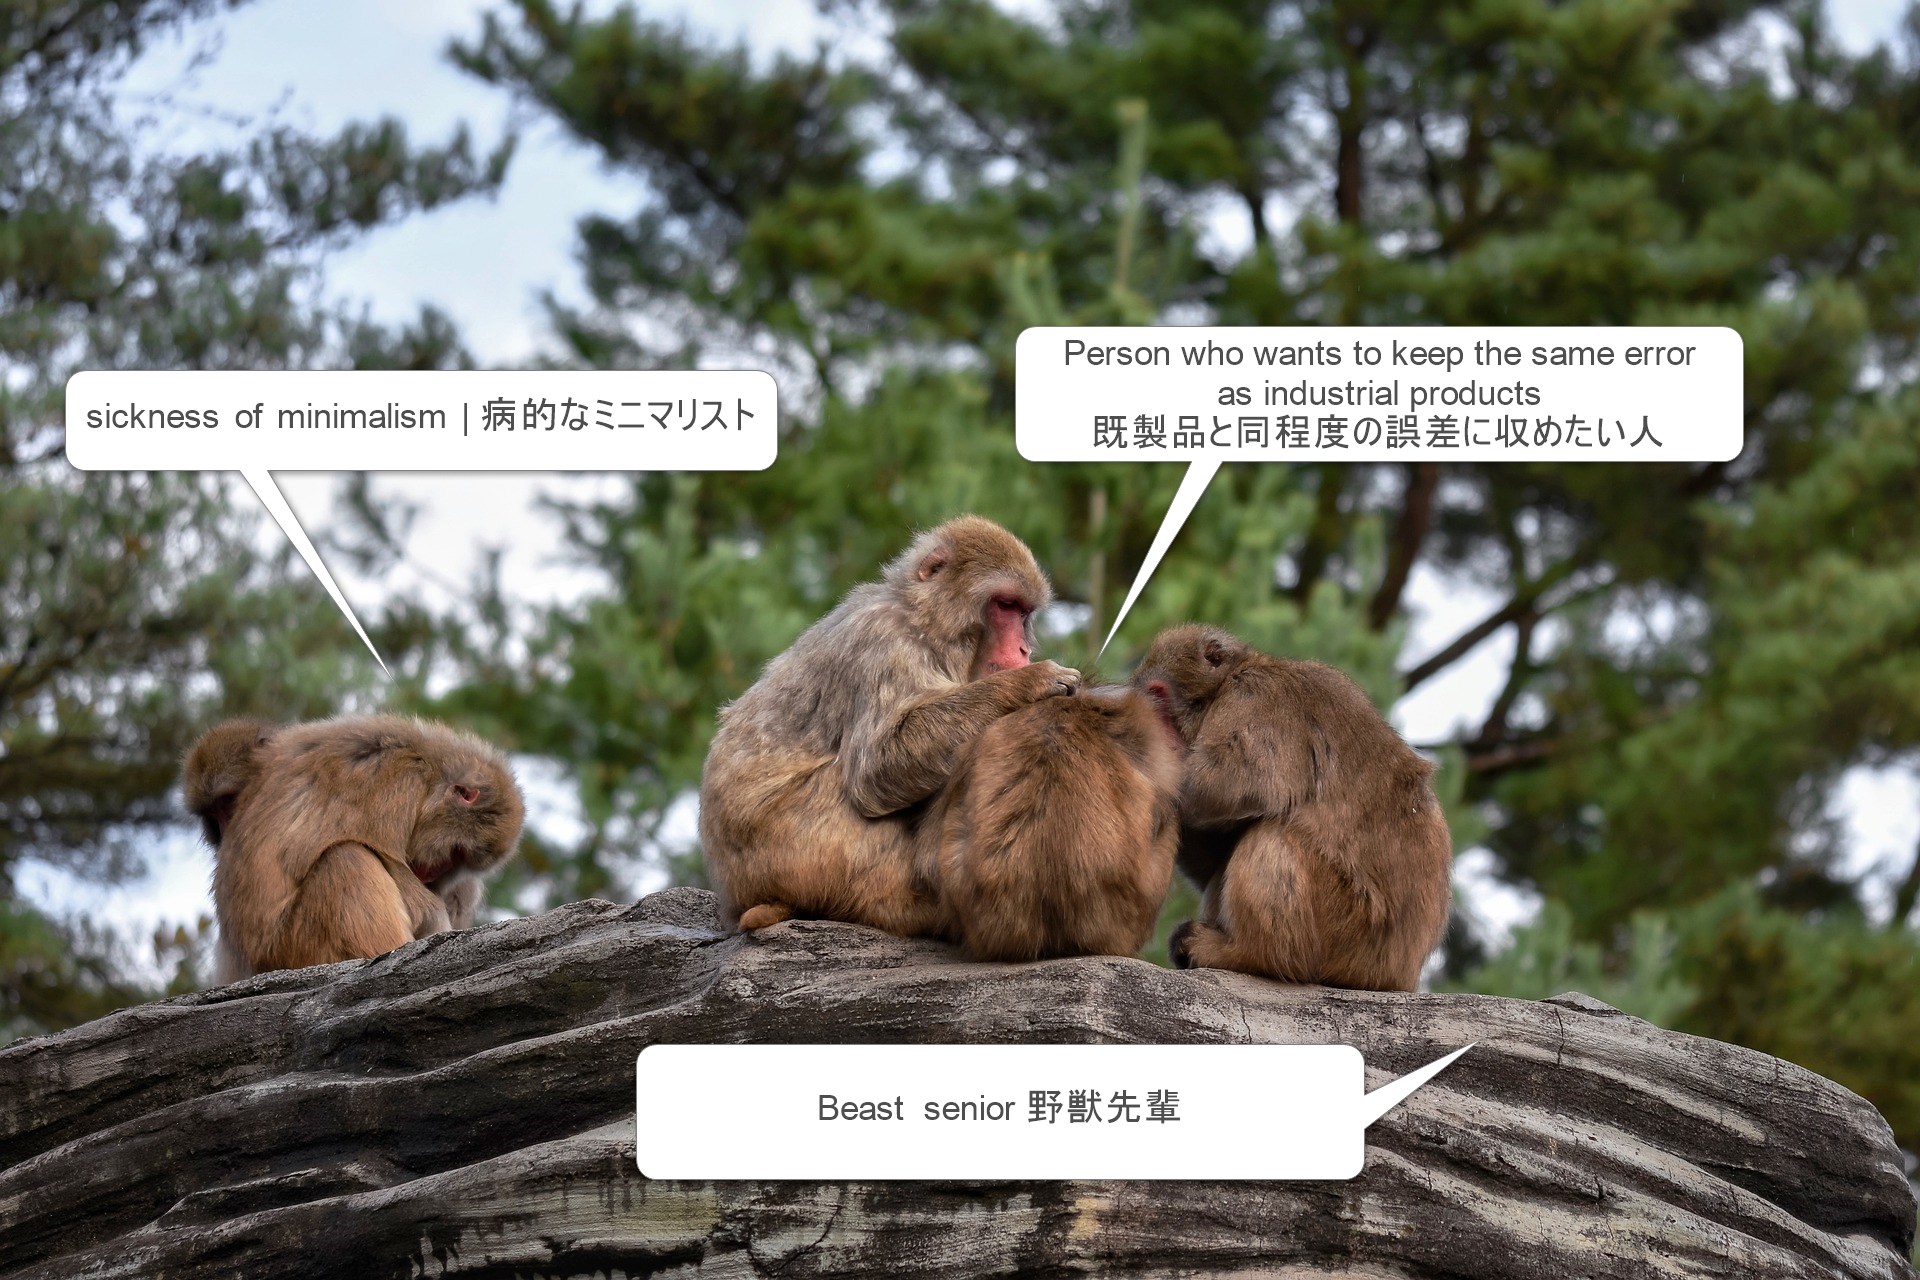 sickness of minimalism | 病的なミニマリスト
Person who wants to keep the same error
as industrial products
既製品と同程度の誤差に収めたい人
Beast senior 野獣先輩